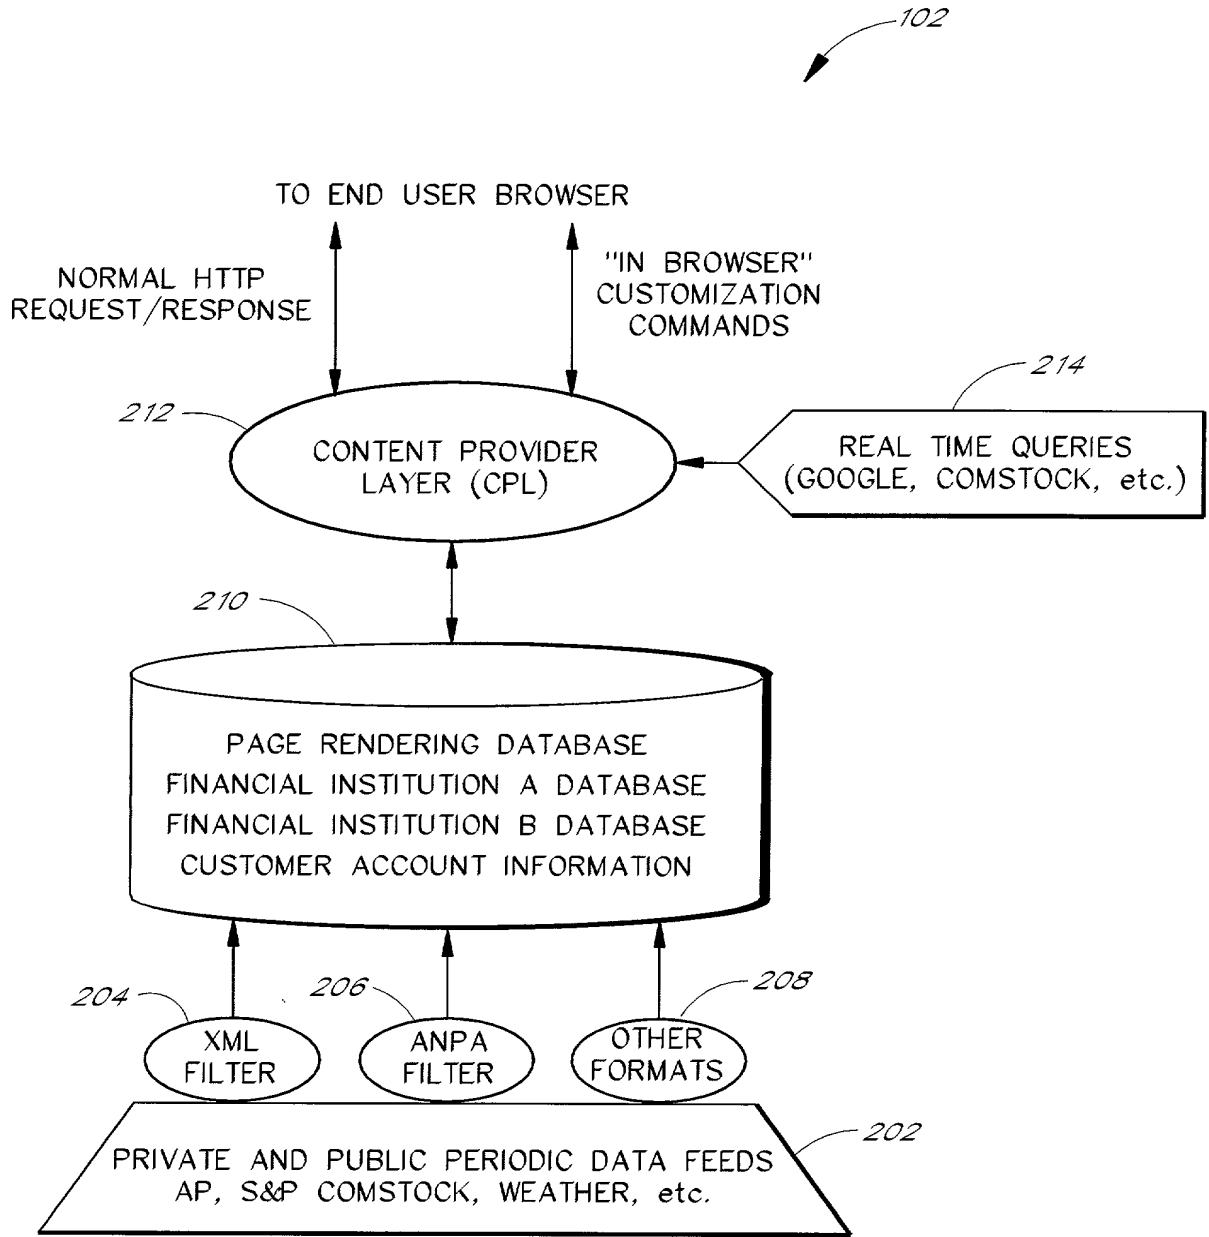 102
TO END USER BROWSER
NORMAL HTTP
REQUEST/RESPONSE
"IN BROWSER"
CUSTOMIZATION
COMMANDS
214
212
CONTENT PROVIDER
LAYER (CPL)
REAL TIME QUERIES
(GOOGLE, COMSTOCK, etc.)
210
PAGE RENDERING DATABASE
FINANCIAL INSTITUTION A DATABASE
FINANCIAL INSTITUTION B DATABASE
CUSTOMER ACCOUNT INFORMATION
204
206
208
XML
FILTER
ANPA
FILTER
OTHER
FORMATS
202
PRIVATE AND PUBLIC PERIODIC DATA FEEDS
AP, S&P COMSTOCK, WEATHER, etc.